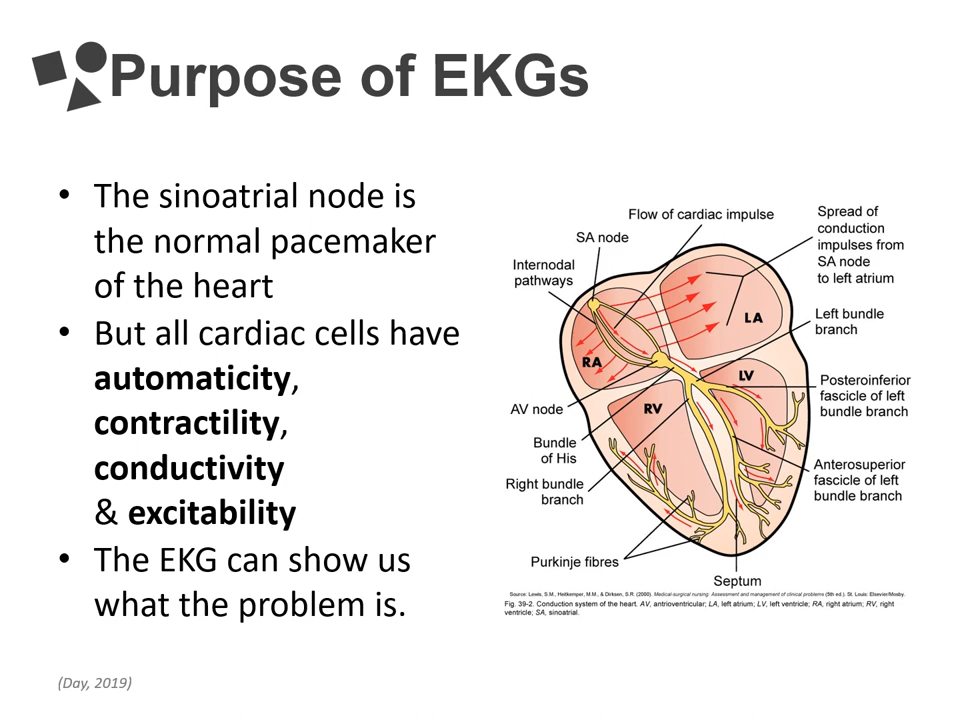 Purpose of EKGs
• The sinoatrial node is
the normal pacemaker
of the heart
• But all cardiac cells have
automaticity,
contractility,
conductivity
& excitability
• The EKG can show us
what the problem is.
Flow of cardiac impulse
SA node
Internodal
pathways
Spread of
conduction
impulses from
SA node
to left atrium
Left bundle
branch
LA
RA
LV
RV
Posteroinferior
fascicle of left
bundle branch
AV node
Bundle
of His
Right bundle
branch
Anterosuperior
fascicle of left
bundle branch
Purkinje fibres
Septum
Source: Lewis, S.M., Heitkemper, M.M., & Dirksen, S.R. (2000). Medical-surgical nursing: Assessment and management of clinical problems (5th ed.). St. Louis: Elsevier/Mosby.
Fig. 39-2. Conduction system of the heart. AV, antrioventricular; LA, left atrium; LV, left ventricle; RA, right atrium; RV, right
ventricle; SA, sinoatrial.
(Day, 2019)